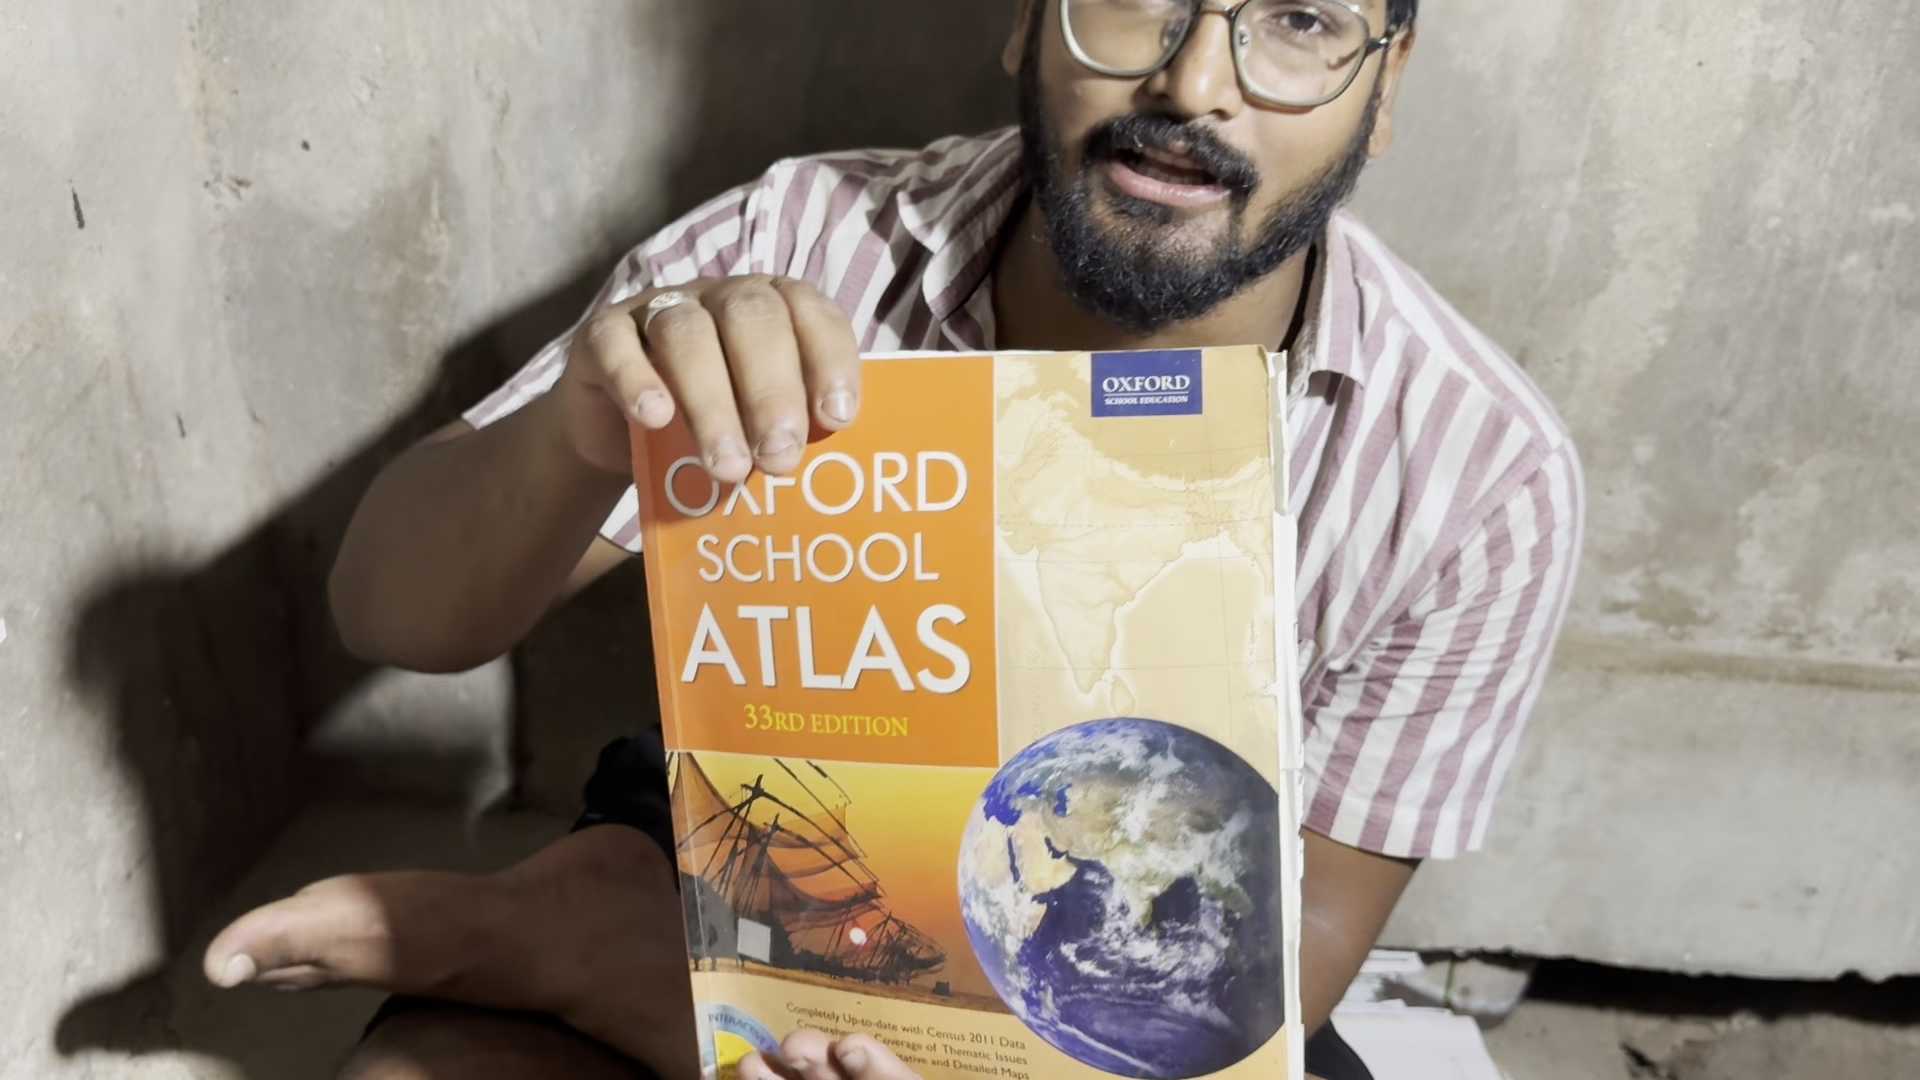 OXFORD
SCHOOL EDUCATION
OXFORD
SCHOOL
ATLAS
33RD EDITION
INTERACTIVE
Completely Up-to-date with Census 2011 Data
Coverage of Thematic Issues
and Detailed Maps